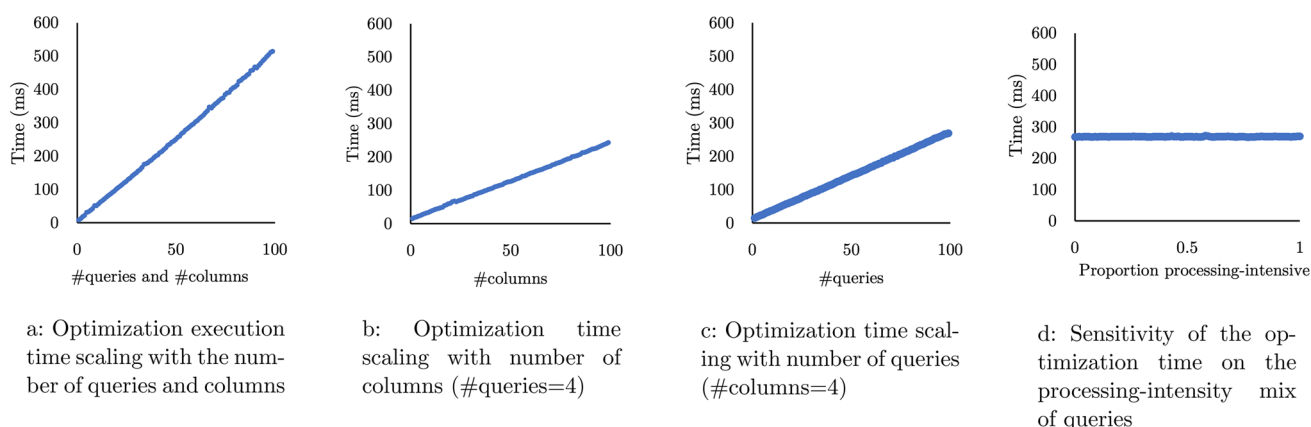 600
500
400
300
200
100
0
Time (ms)
0 50 100
#queries and #columns
a: Optimization execution
time scaling with the num-
ber of queries and columns
600
500
400
300
200
100
0
Time (ms)
0 50 100
#columns
b: Optimization time
scaling with number of
columns (#queries=4)
600
500
400
300
200
100
0
Time (ms)
0 50 100
#queries
c: Optimization time scal-
ing with number of queries
(#columns=4)
600
500
400
300
200
100
0
Time (ms)
0 0.5 1
Proportion processing-intensive
d: Sensitivity of the op-
timization time on the
processing-intensity mix
of queries